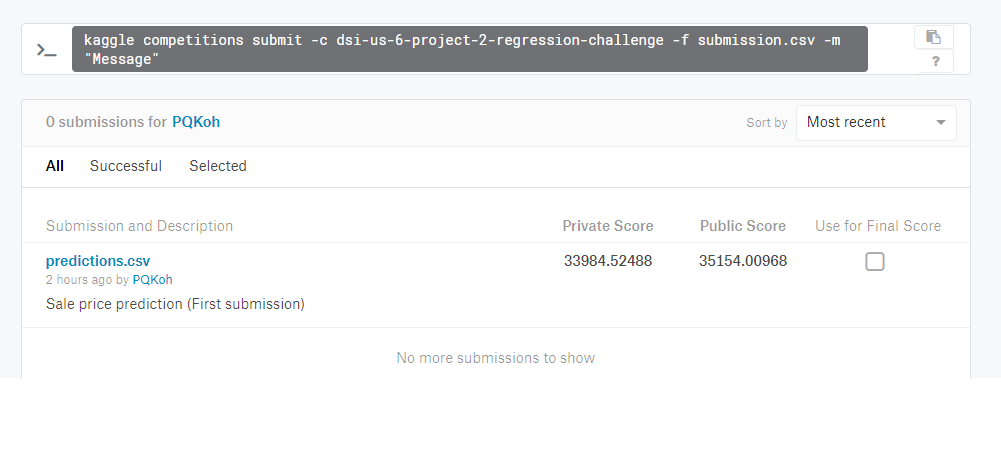 kaggle competitions submit -c dsi-us-6-project-2-regression-challenge -f submission.csv -m
"Message"
?
0 submissions for PQKoh
Sort by Most recent
All Successful Selected
Submission and Description Private Score Public Score Use for Final Score
predictions.csv 33984.52488 35154.00968
2 hours ago by PQKoh
Sale price prediction (First submission)
No more submissions to show